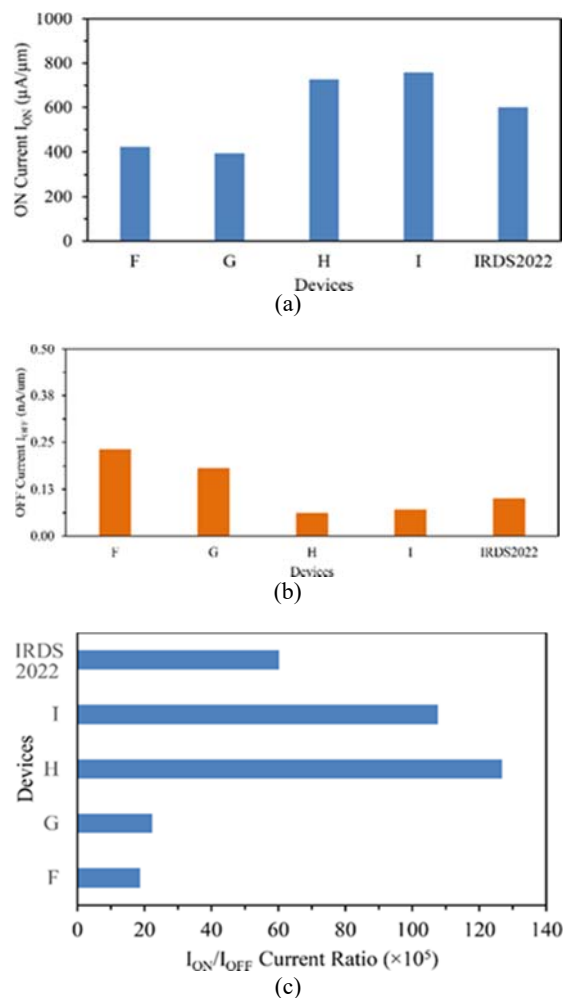 1000
800
600
400
200
0
ON Current I_ON (µA/µm)
F G H I IRDS2022
Devices
(a)
0.50
0.38
0.25
0.13
0.00
OFF Current I_OFF (nA/um)
F G H I IRDS2022
Devices
(b)
IRDS
2022
I
H
G
F
Devices
0 20 40 60 80 100 120 140
I_ON/I_OFF Current Ratio (×10⁵)
(c)